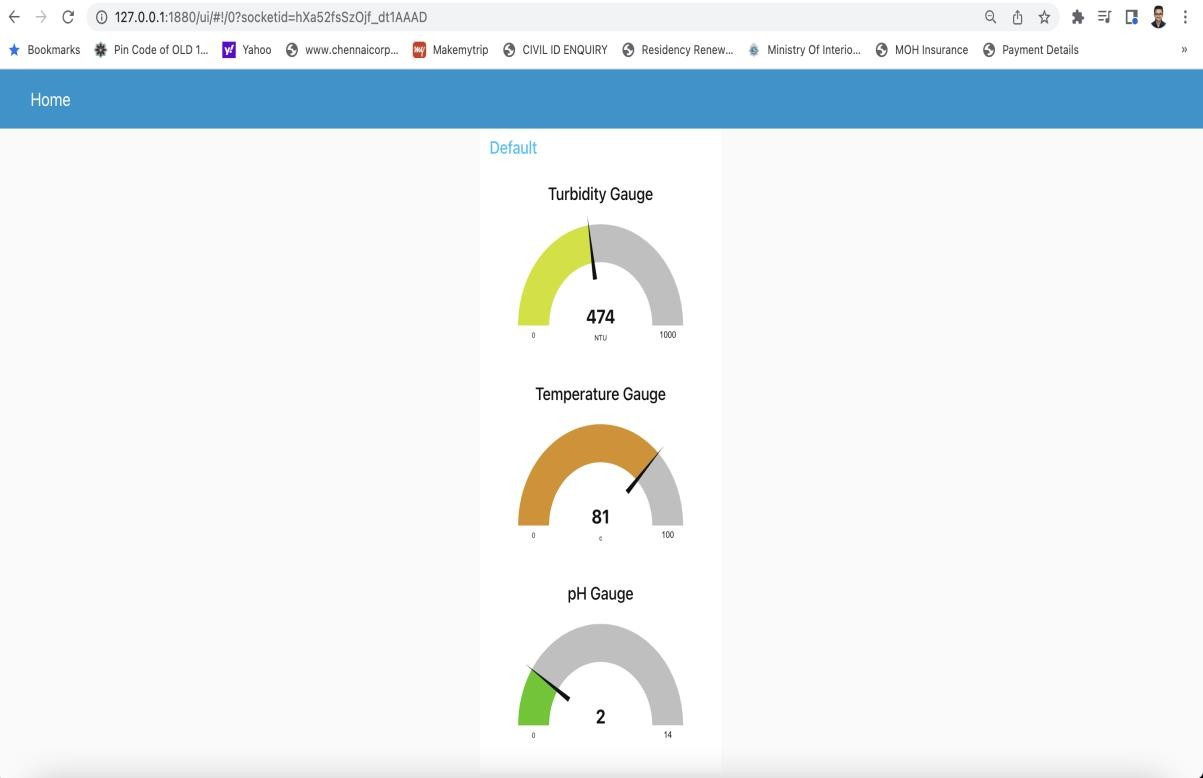 127.0.0.1:1880/ui/#!/0?socketid=hXa52fsSzOjf_dt1AAAD
Bookmarks Pin Code of OLD 1... y! Yahoo www.chennaicorp... my Makemytrip CIVIL ID ENQUIRY Residency Renew... Ministry Of Interio... MOH Insurance Payment Details »
Home
Default
Turbidity Gauge
474
0 NTU 1000
Temperature Gauge
81
0 c 100
pH Gauge
2
0 14